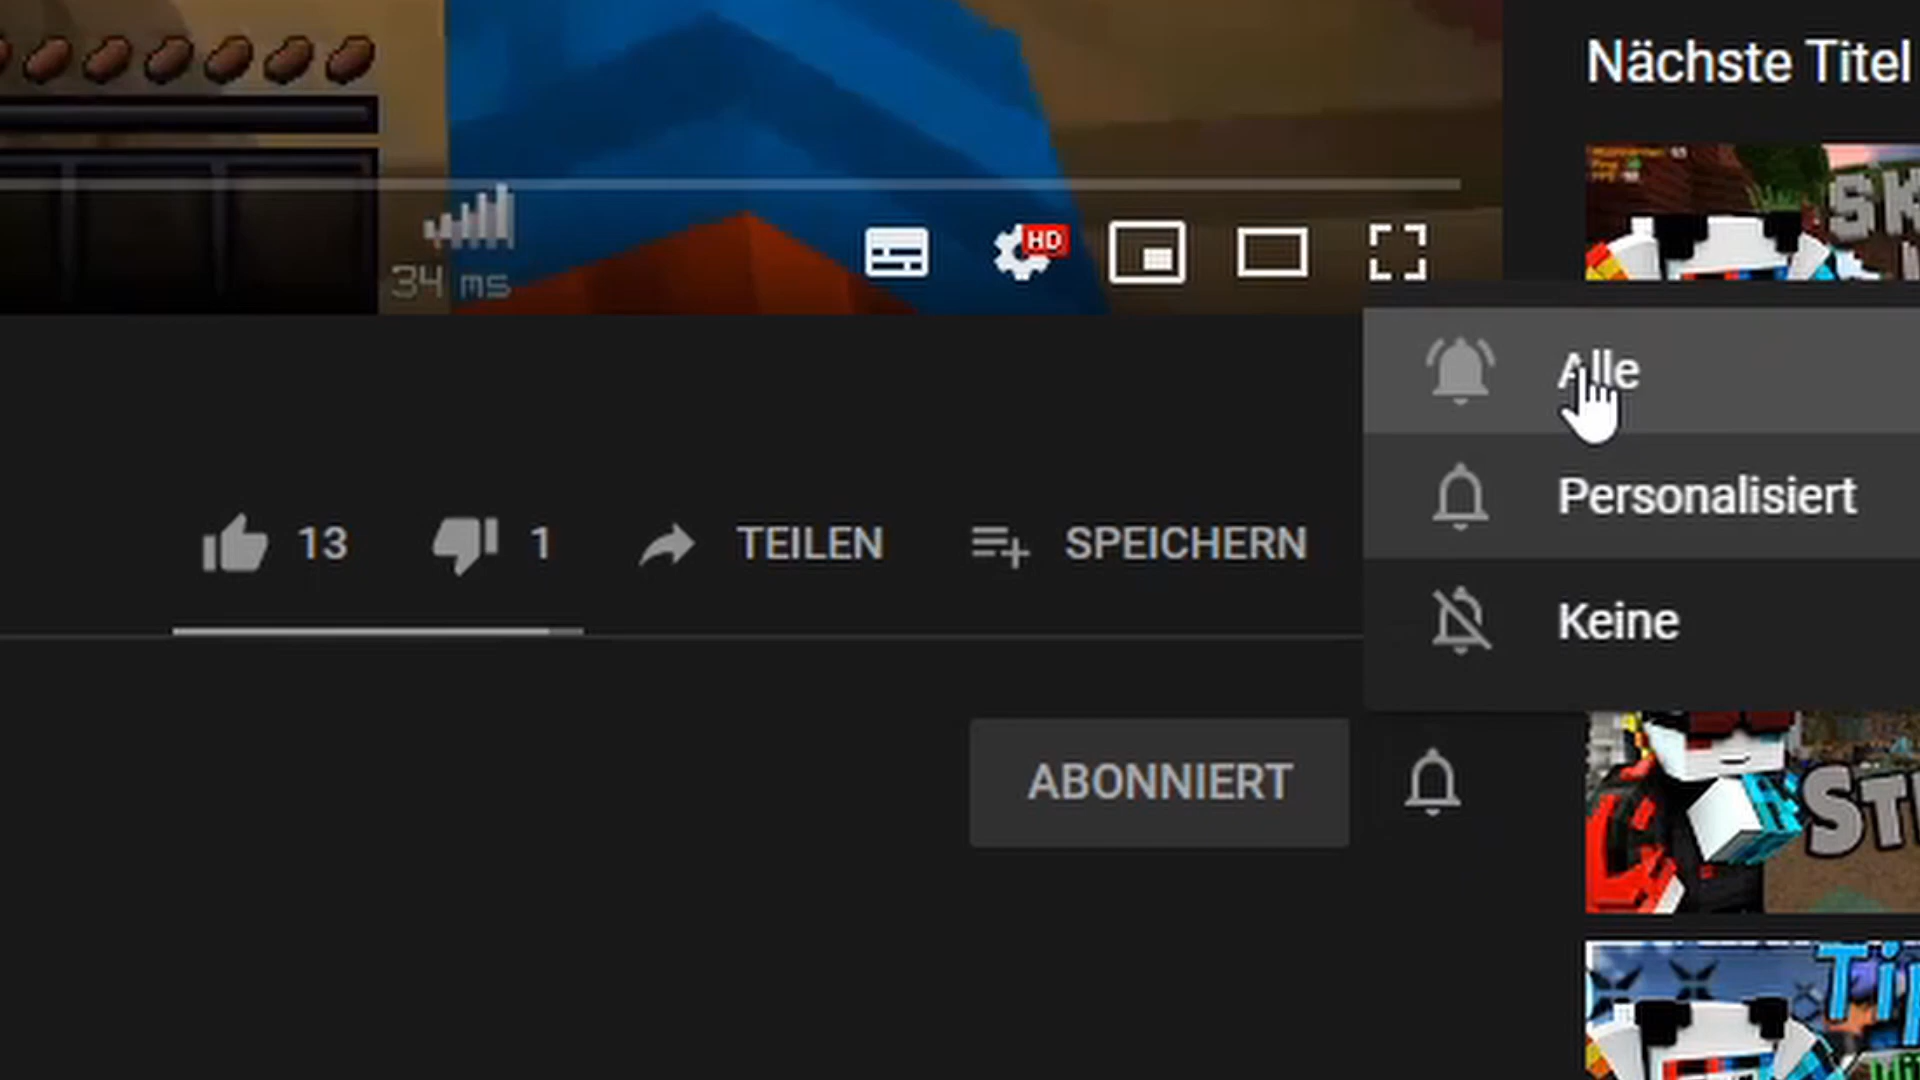 Nächste Titel
HD
34 ms
Alle
Personalisiert
Keine
13
1
TEILEN
SPEICHERN
ABONNIERT